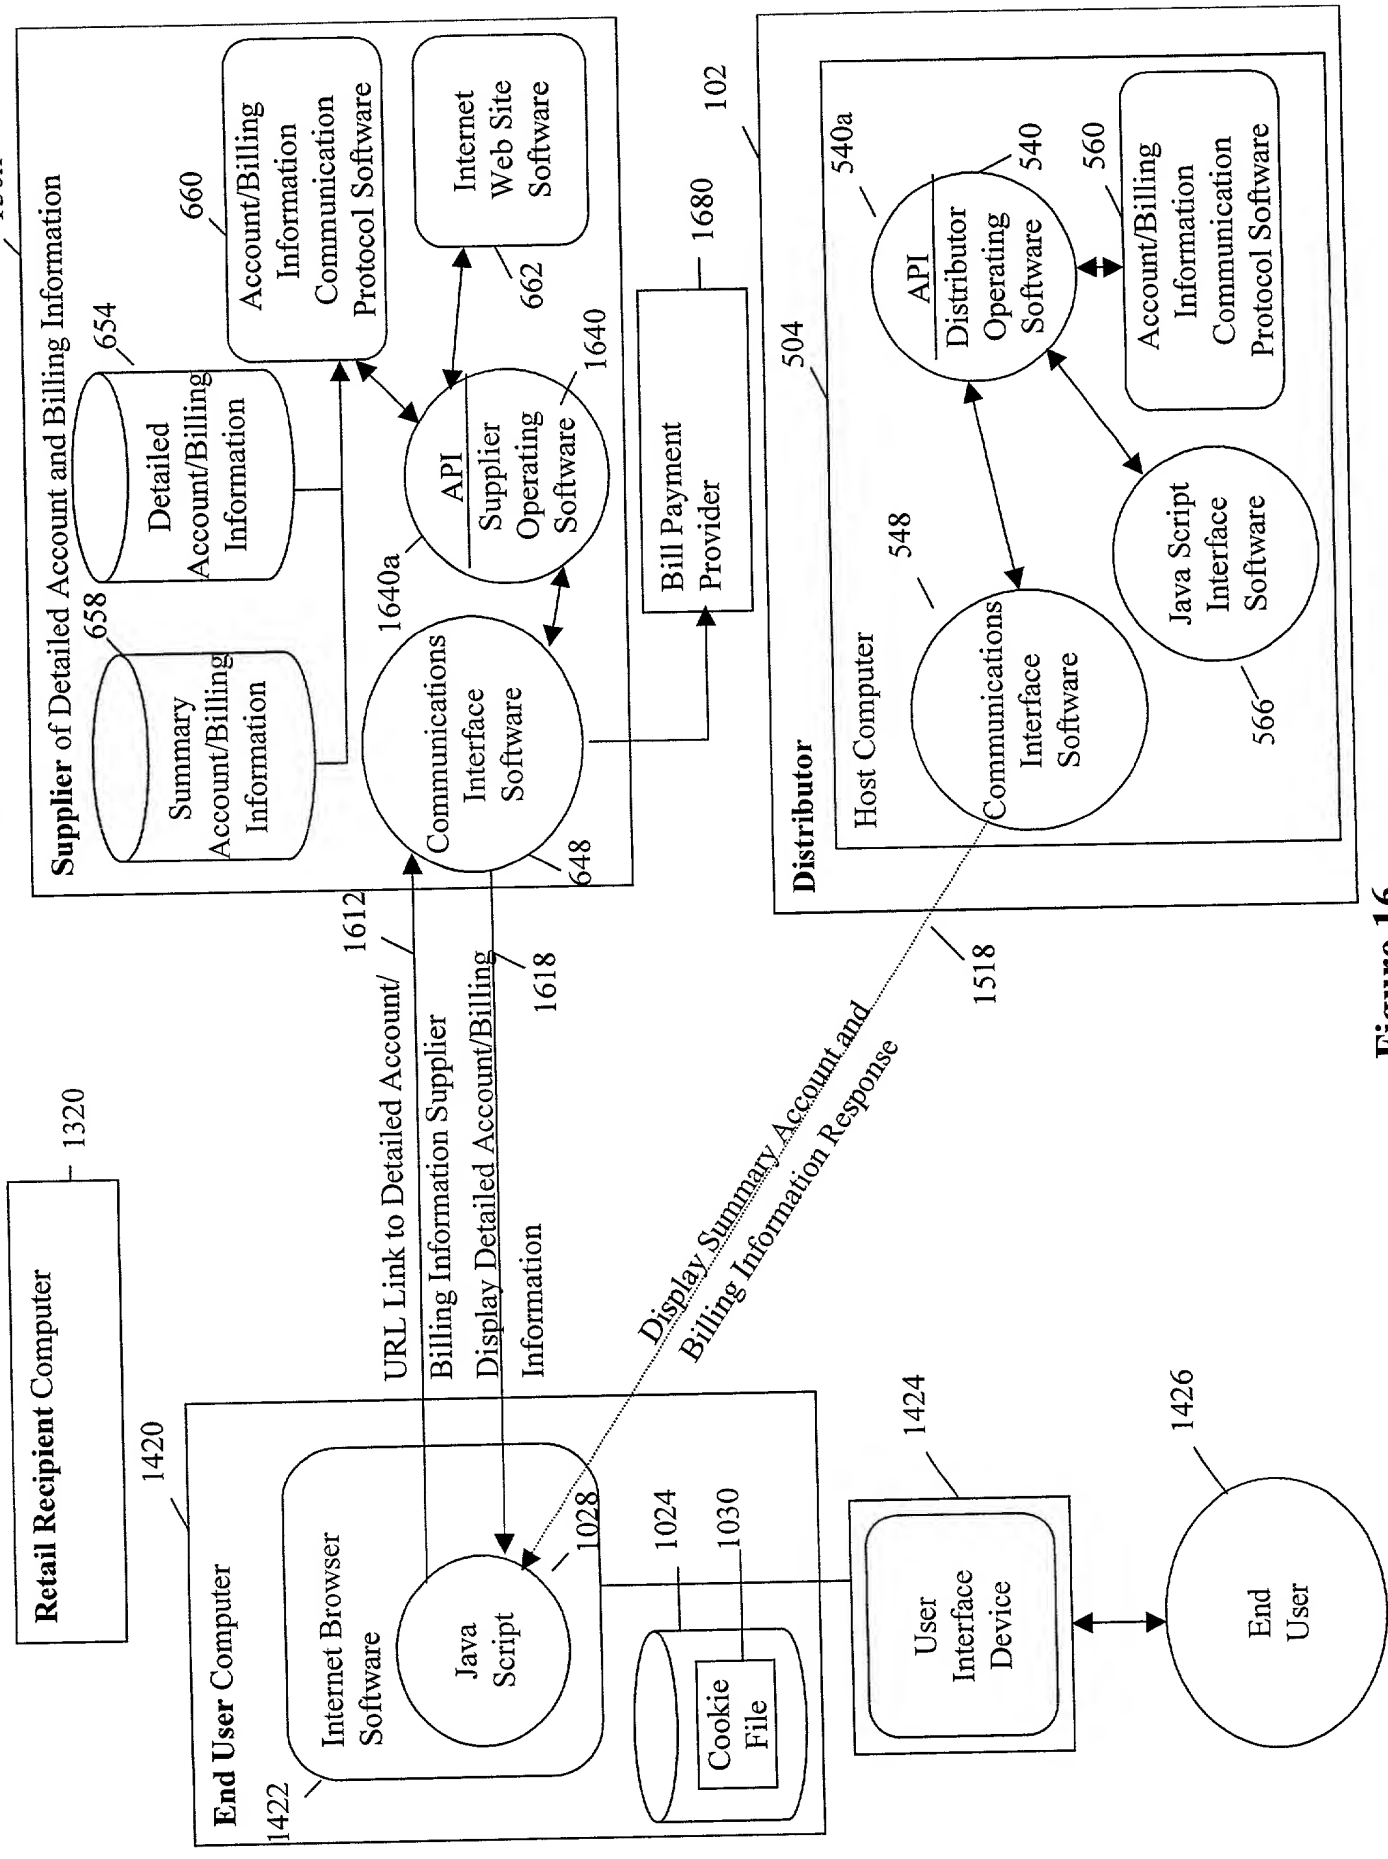 Retail Recipient Computer
1320
1420
End User Computer
1422
Internet Browser
Software
Java
Script
1028
1024
1030
Cookie
File
User
Interface
Device
1424
End
User
1426
URL Link to Detailed Account/
Billing Information Supplier
1612
Display Detailed Account/Billing
Information
1618
Display Summary Account and
Billing Information Response
1518
Supplier of Detailed Account and Billing Information
658
Summary
Account/Billing
Information
654
Detailed
Account/Billing
Information
660
Account/Billing
Information
Communication
Protocol Software
Internet
Web Site
Software
662
Communications
Interface
Software
648
1640a
API
Supplier
Operating
Software
1640
Bill Payment
Provider
1680
102
Distributor
504
Host Computer
Communications
Interface
Software
548
540a
API
Distributor
Operating
Software
540
560
Account/Billing
Information
Communication
Protocol Software
Java Script
Interface
Software
566
Figure 16